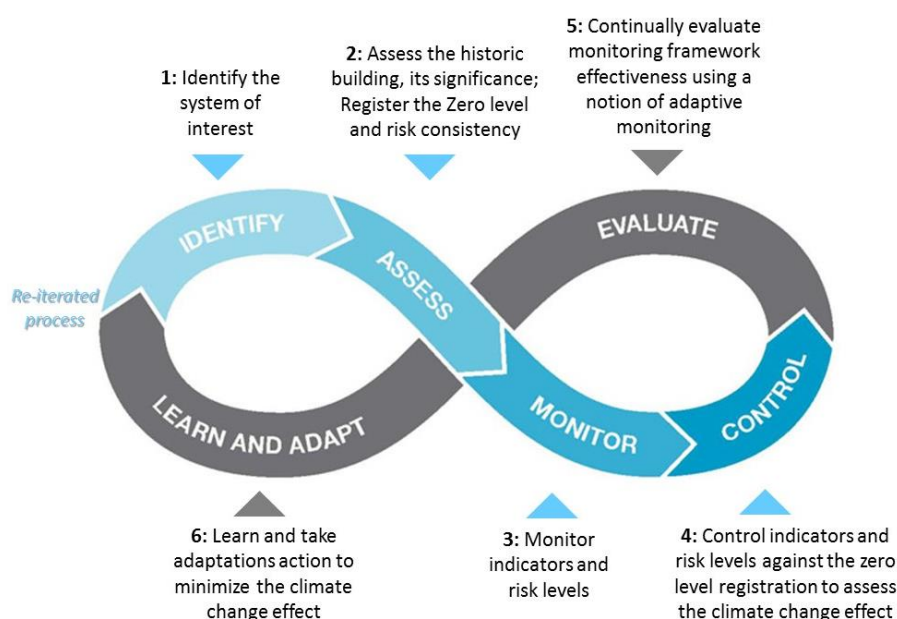 1: Identify the
system of
interest
2: Assess the historic
building, its significance;
Register the Zero level
and risk consistency
5: Continually evaluate
monitoring framework
effectiveness using a
notion of adaptive
monitoring
IDENTIFY
ASSESS
EVALUATE
Re-iterated
process
LEARN AND ADAPT
MONITOR
CONTROL
6: Learn and take
adaptations action to
minimize the climate
change effect
3: Monitor
indicators and
risk levels
4: Control indicators and
risk levels against the zero
level registration to assess
the climate change effect